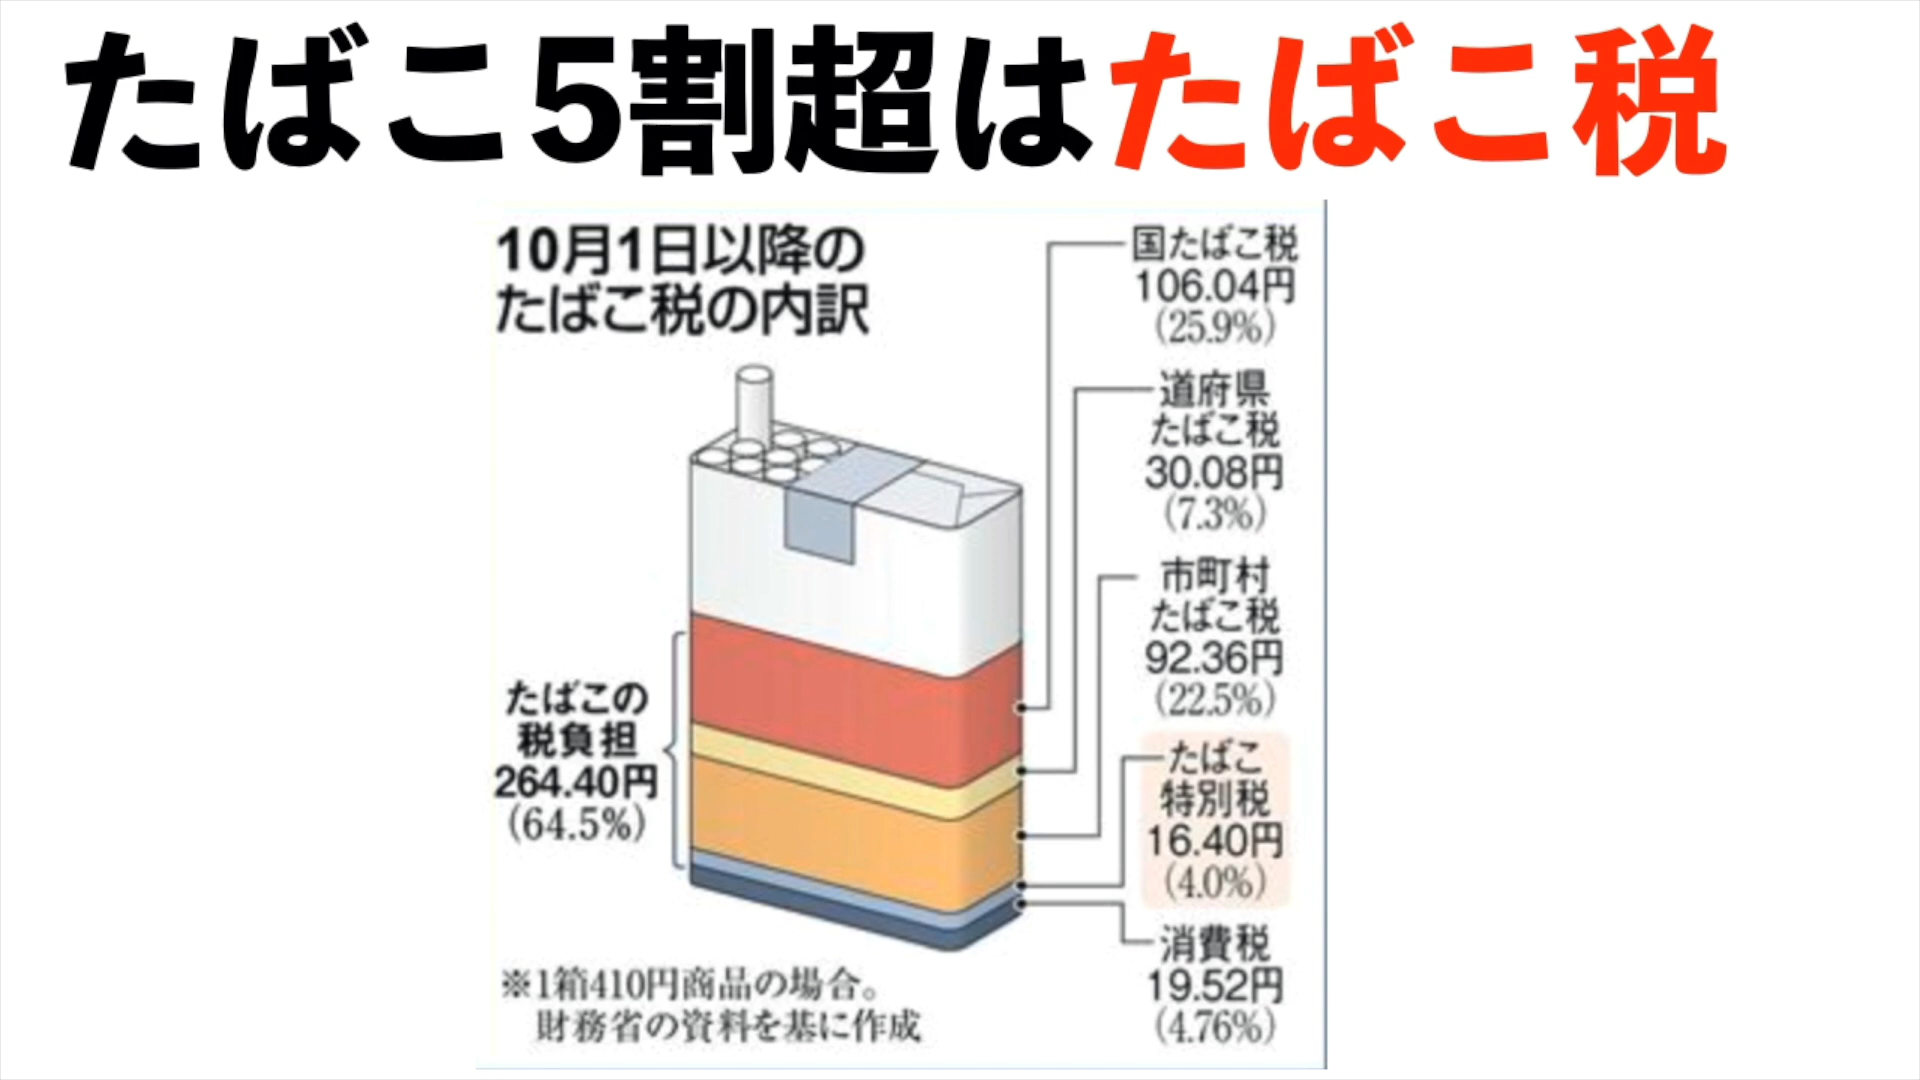 たばこ5割超はたばこ税
10月1日以降の
たばこ税の内訳
国たばこ税
106.04円
(25.9%)
道府県
たばこ税
30.08円
(7.3%)
市町村
たばこ税
92.36円
(22.5%)
たばこの
税負担
264.40円
(64.5%)
たばこ
特別税
16.40円
(4.0%)
消費税
19.52円
(4.76%)
※1箱410円商品の場合。
財務省の資料を基に作成